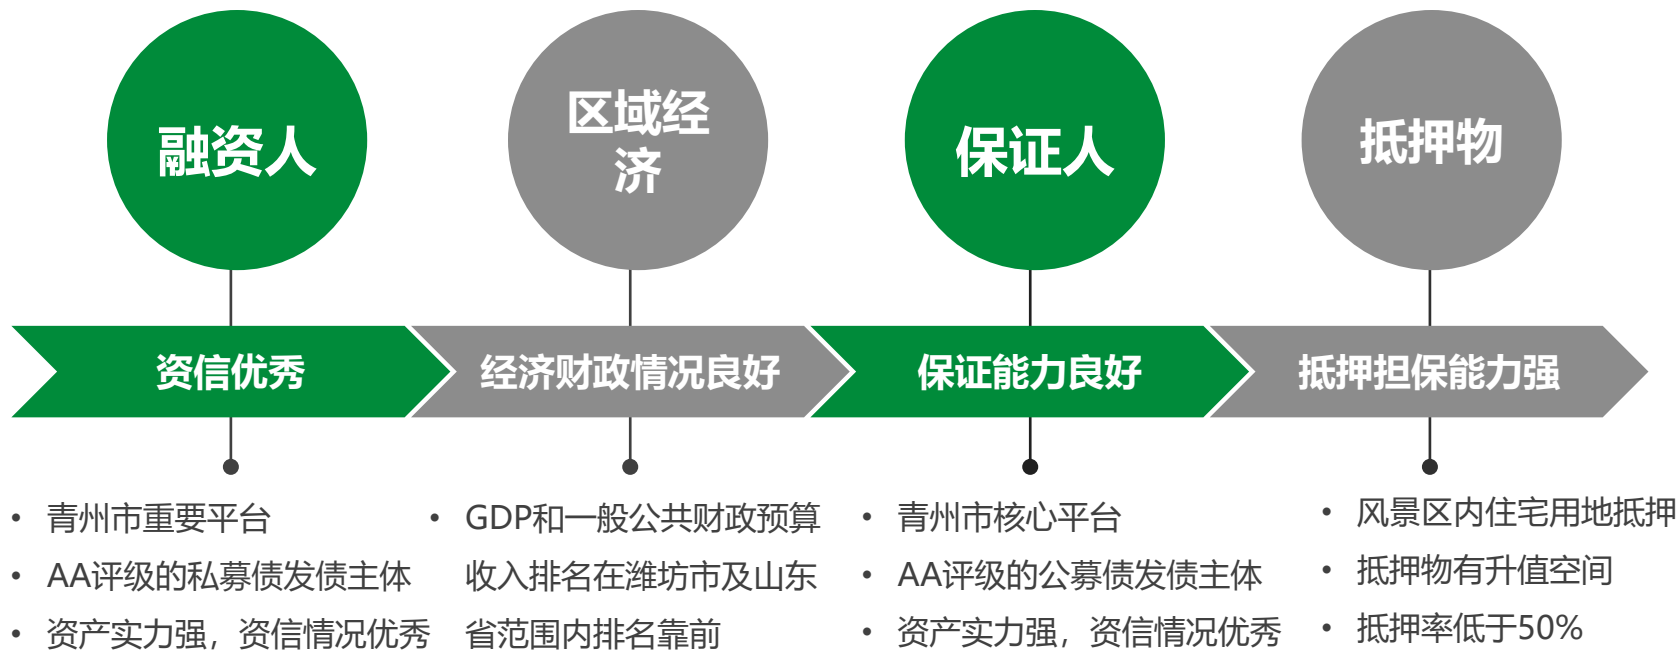 融资人
区域经
济
保证人
抵押物
资信优秀
经济财政情况良好
保证能力良好
抵押担保能力强
• 青州市重要平台
• AA评级的私募债发债主体
• 资产实力强，资信情况优秀
• GDP和一般公共财政预算
收入排名在潍坊市及山东
省范围内排名靠前
• 青州市核心平台
• AA评级的公募债发债主体
• 资产实力强，资信情况优秀
• 风景区内住宅用地抵押
• 抵押物有升值空间
• 抵押率低于50%